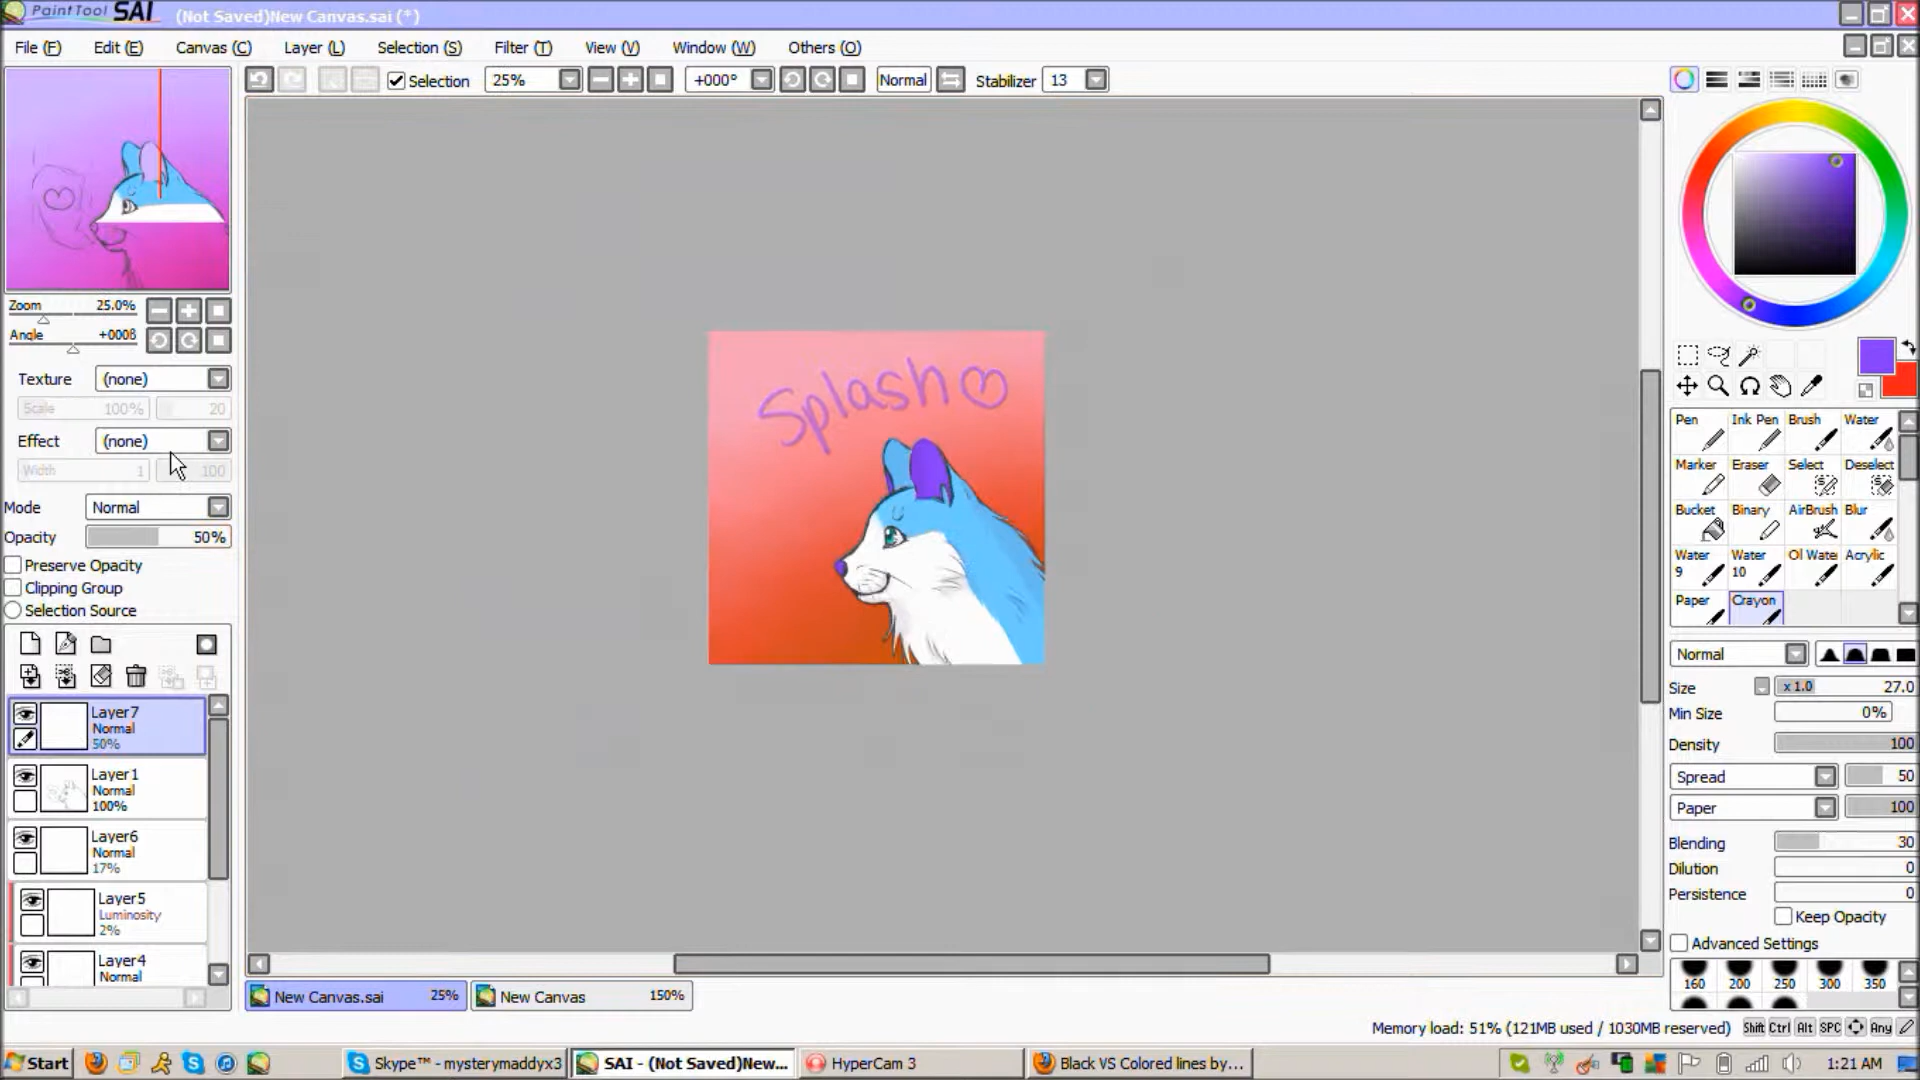 PaintTool SAI (Not Saved)New Canvas.sai (*)
File (F) Edit (E) Canvas (C) Layer (L) Selection (S) Filter (T) View (V) Window (W) Others (O)
Selection 25% +000° Normal Stabilizer 13
Zoom 25.0%
Angle +000ß
Texture (none)
Scale 100% 20
Effect (none)
Width 1 100
Mode Normal
Opacity 50%
Preserve Opacity
Clipping Group
Selection Source
Layer7
Normal
50%
Layer1
Normal
100%
Layer6
Normal
17%
Layer5
Luminosity
2%
Layer4
Normal
Splash
Pen Ink Pen Brush Water
Marker Eraser Select Deselect
Bucket Binary AirBrush Blur
Water 9 Water 10 Oil Wate Acrylic
Paper Crayon
Normal
Size x 1.0 27.0
Min Size 0%
Density 100
Spread 50
Paper 100
Blending 30
Dilution 0
Persistence 0
Keep Opacity
Advanced Settings
160 200 250 300 350
New Canvas.sai 25% New Canvas 150%
Memory load: 51% (121MB used / 1030MB reserved) Shift Ctrl Alt SPC Any
Start Skype™ - mysterymaddyx3 SAI - (Not Saved)New... HyperCam 3 Black VS Colored lines by... 1:21 AM